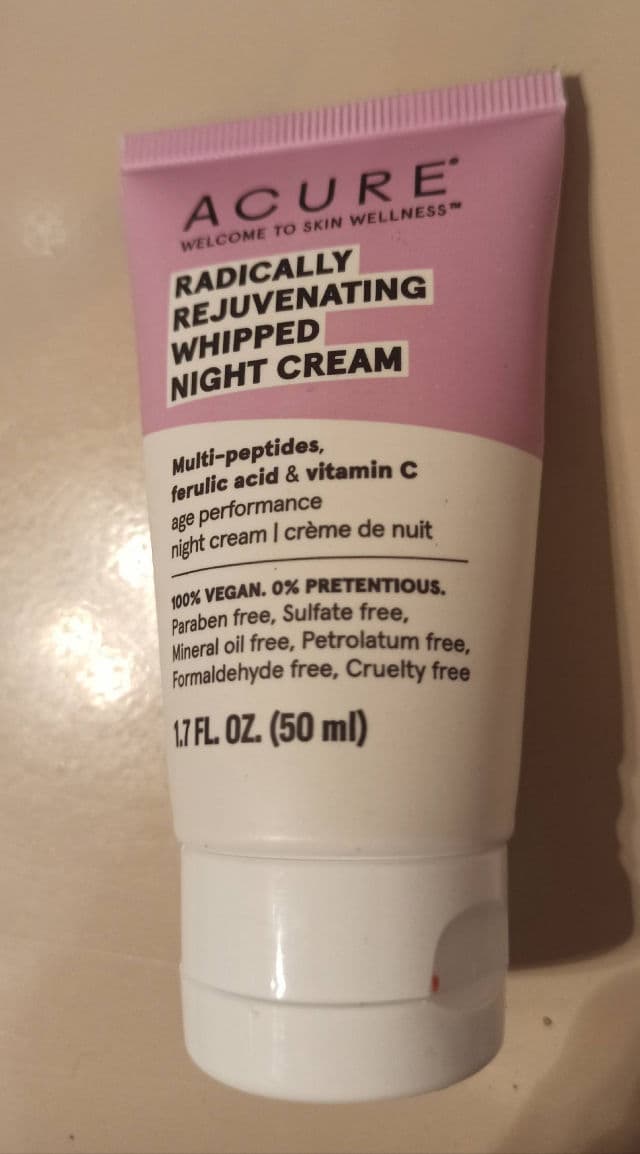 ACURE®
WELCOME TO SKIN WELLNESS™
RADICALLY
REJUVENATING
WHIPPED
NIGHT CREAM
Multi-peptides,
ferulic acid & vitamin C
age performance
night cream | crème de nuit
100% VEGAN. 0% PRETENTIOUS.
Paraben free, Sulfate free,
Mineral oil free, Petrolatum free,
Formaldehyde free, Cruelty free
1.7 FL. OZ. (50 ml)